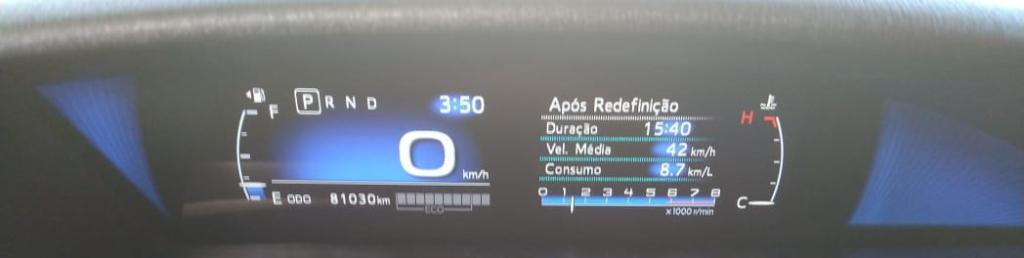 P R N D 3:50
F
0 km/h
E ODO 81030km
ECO
Após Redefinição
Duração 15:40
Vel. Média 42 km/h
Consumo 8.7 km/L
0 1 2 3 4 5 6 7 8
x1000 r/min
H
C